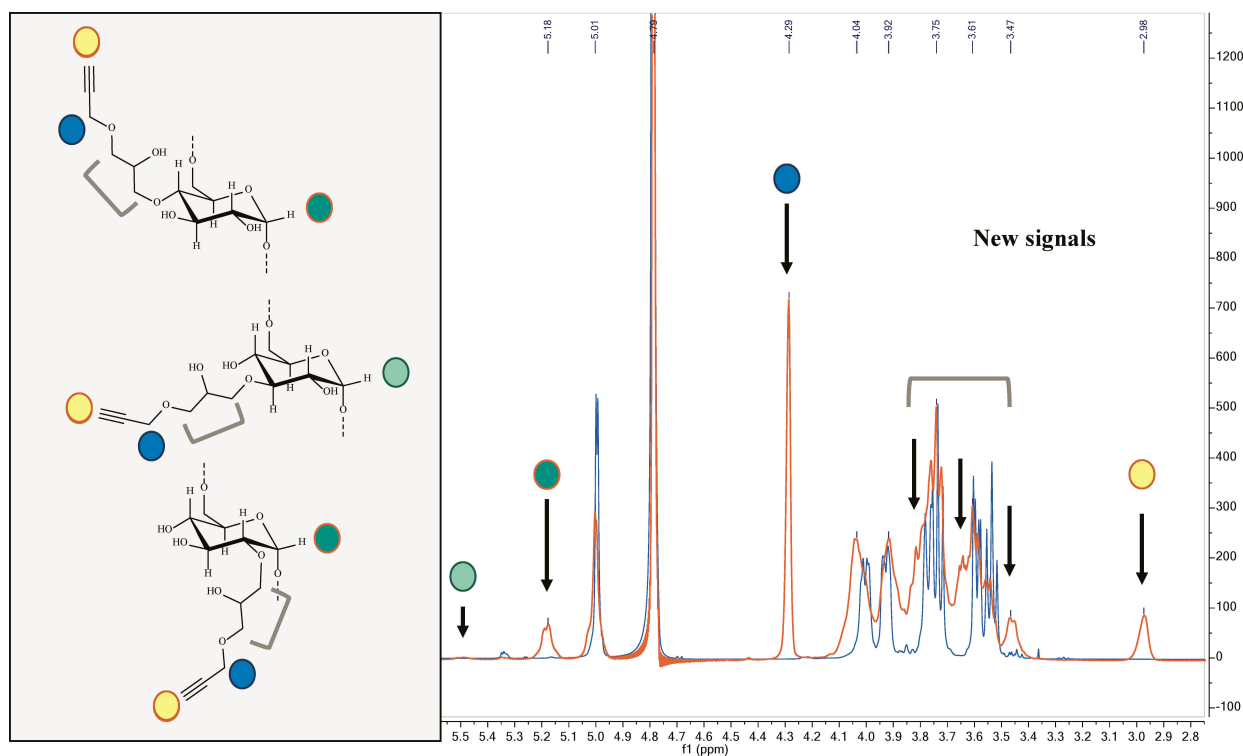 5.18 5.01 4.79 4.29 4.04 3.92 3.75 3.61 3.47 2.98
New signals
1200
1100
1000
900
800
700
600
500
400
300
200
100
0
-100
5.5 5.4 5.3 5.2 5.1 5.0 4.9 4.8 4.7 4.6 4.5 4.4 4.3 4.2 4.1 4.0 3.9 3.8 3.7 3.6 3.5 3.4 3.3 3.2 3.1 3.0 2.9 2.8
f1 (ppm)
O
OH
O
H
H
O
O
H
HO
H
OH
H
O
O
H
H
O
HO
H
HO
O
H
OH
H
O
O
H
O
H
H
O
HO
H
HO
H
O
H
O
HO
O